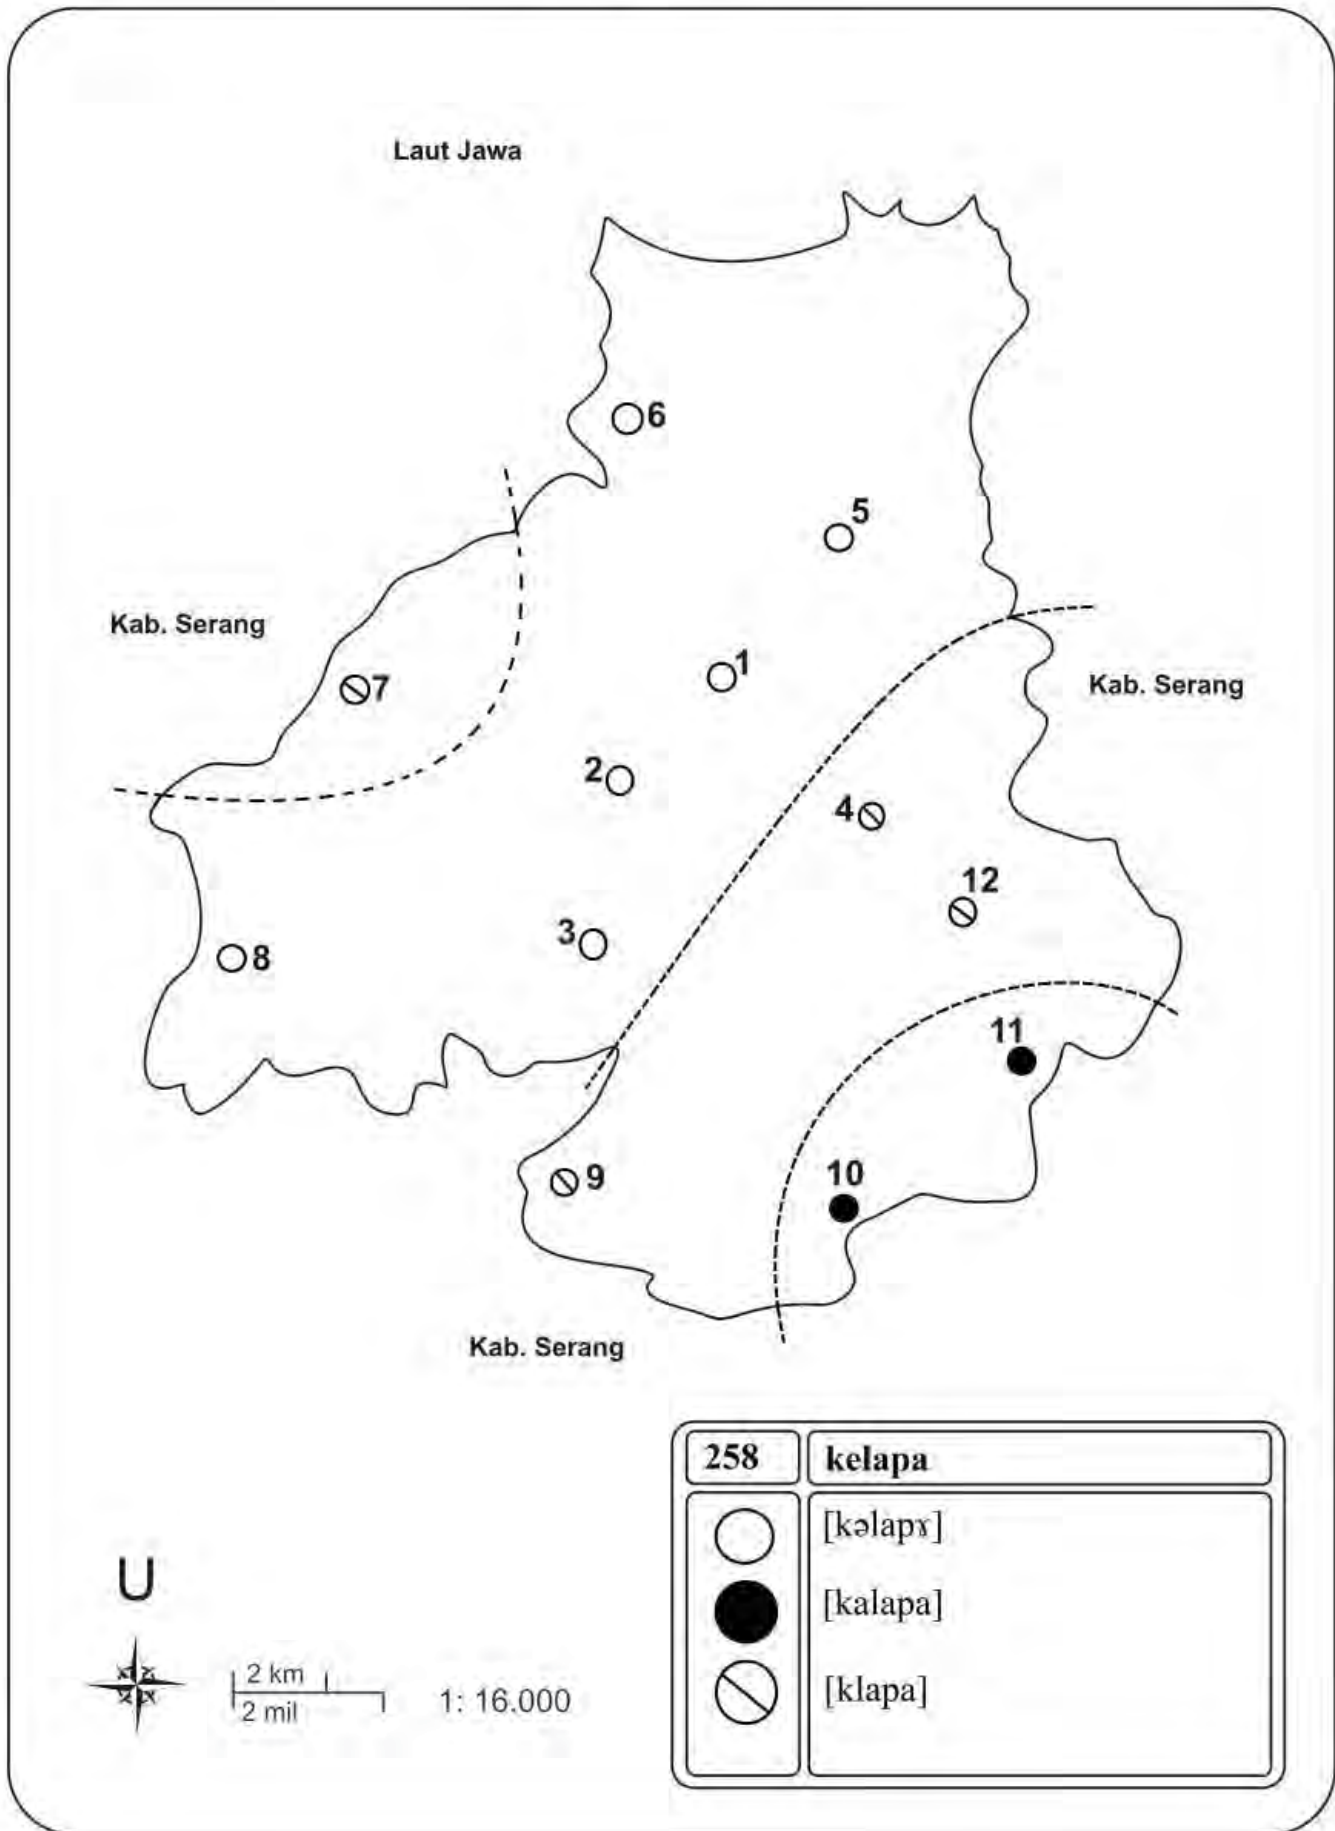 Laut Jawa
6
5
Kab. Serang
1
7
Kab. Serang
2
4
12
3
8
11
9
10
Kab. Serang
258 kelapa
[kəlapɤ]
U
[kalapa]
2 km
2 mil
1: 16.000
[klapa]